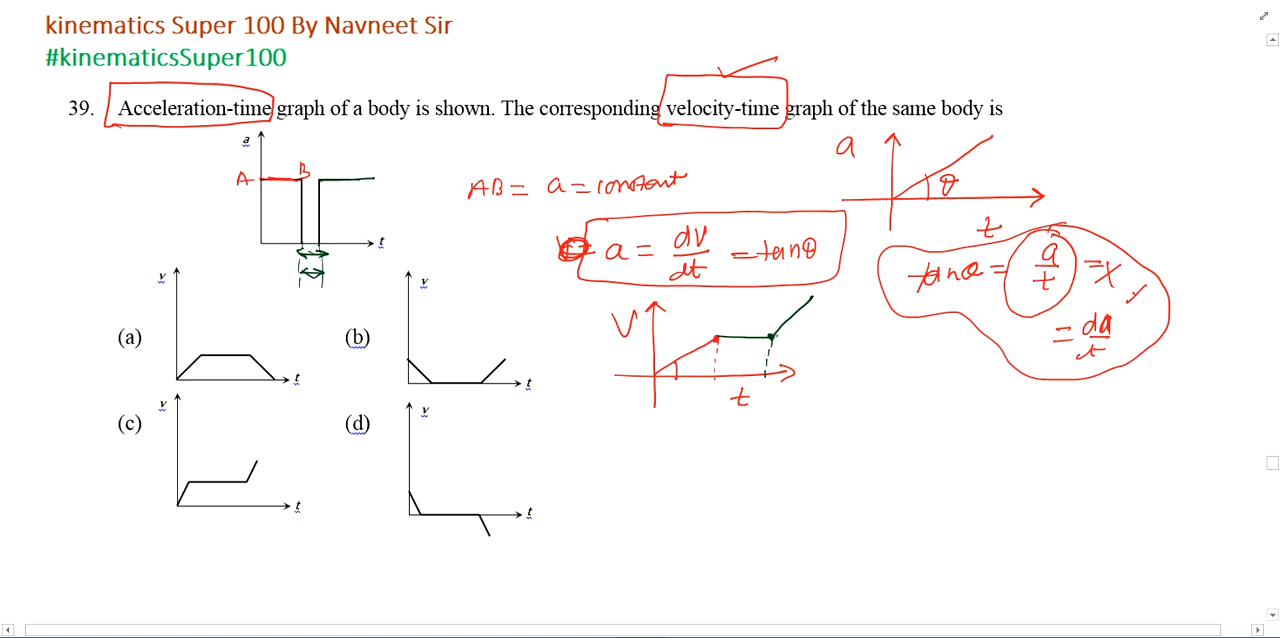 kinematics Super 100 By Navneet Sir
#kinematicsSuper100
39. Acceleration-time graph of a body is shown. The corresponding velocity-time graph of the same body is
a
A B
t
AB = a = constant
a = dv/dt = tanθ
a
θ
t
tanθ = a/t = x
= da/t
V
t
(a) v t
(b) v t
(c) v t
(d) v t